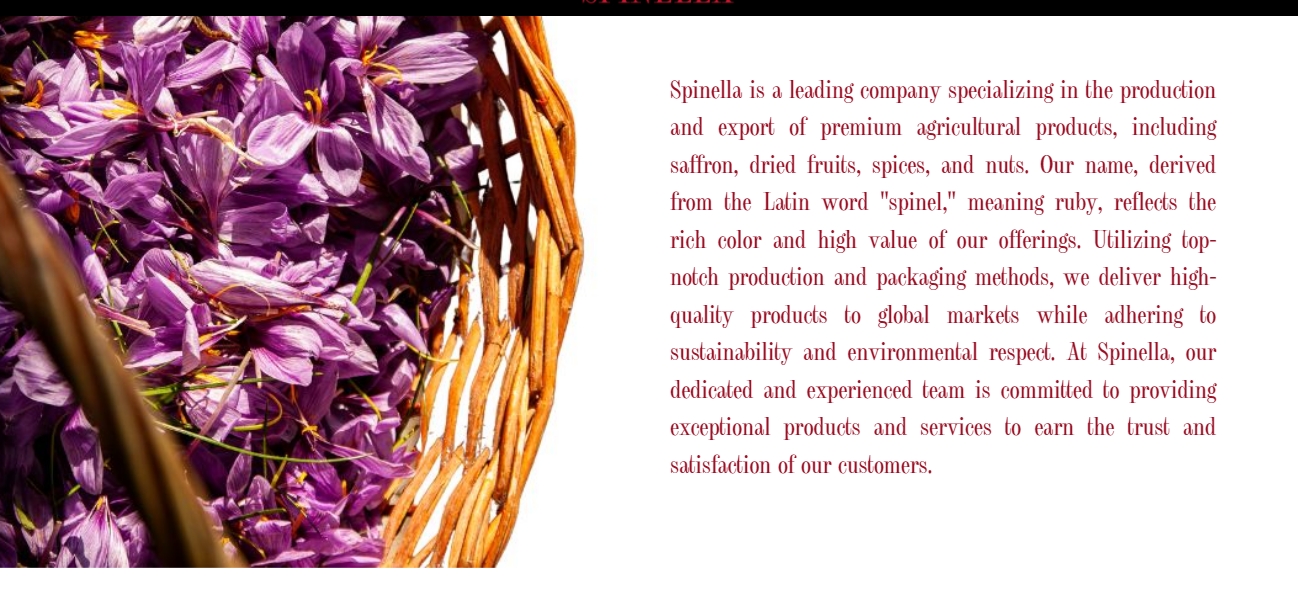 SPINELLA
Spinella is a leading company specializing in the production
and export of premium agricultural products, including
saffron, dried fruits, spices, and nuts. Our name, derived
from the Latin word "spinel," meaning ruby, reflects the
rich color and high value of our offerings. Utilizing top-
notch production and packaging methods, we deliver high-
quality products to global markets while adhering to
sustainability and environmental respect. At Spinella, our
dedicated and experienced team is committed to providing
exceptional products and services to earn the trust and
satisfaction of our customers.